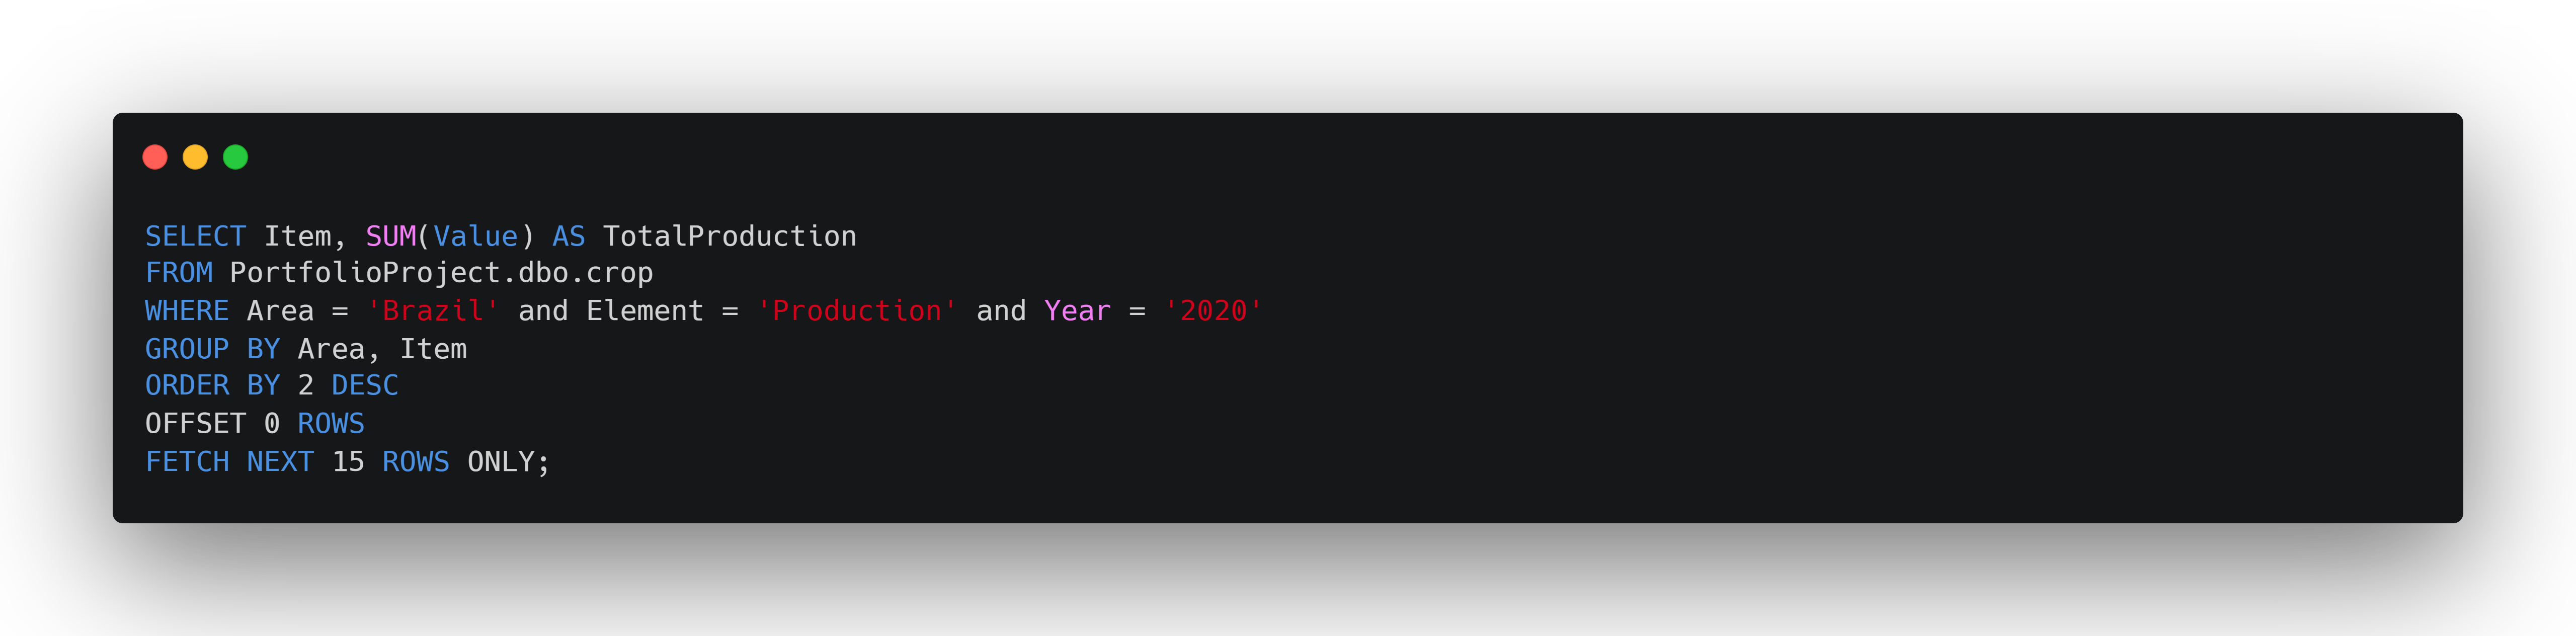 SELECT Item, SUM(Value) AS TotalProduction
FROM PortfolioProject.dbo.crop
WHERE Area = 'Brazil' and Element = 'Production' and Year = '2020'
GROUP BY Area, Item
ORDER BY 2 DESC
OFFSET 0 ROWS
FETCH NEXT 15 ROWS ONLY;